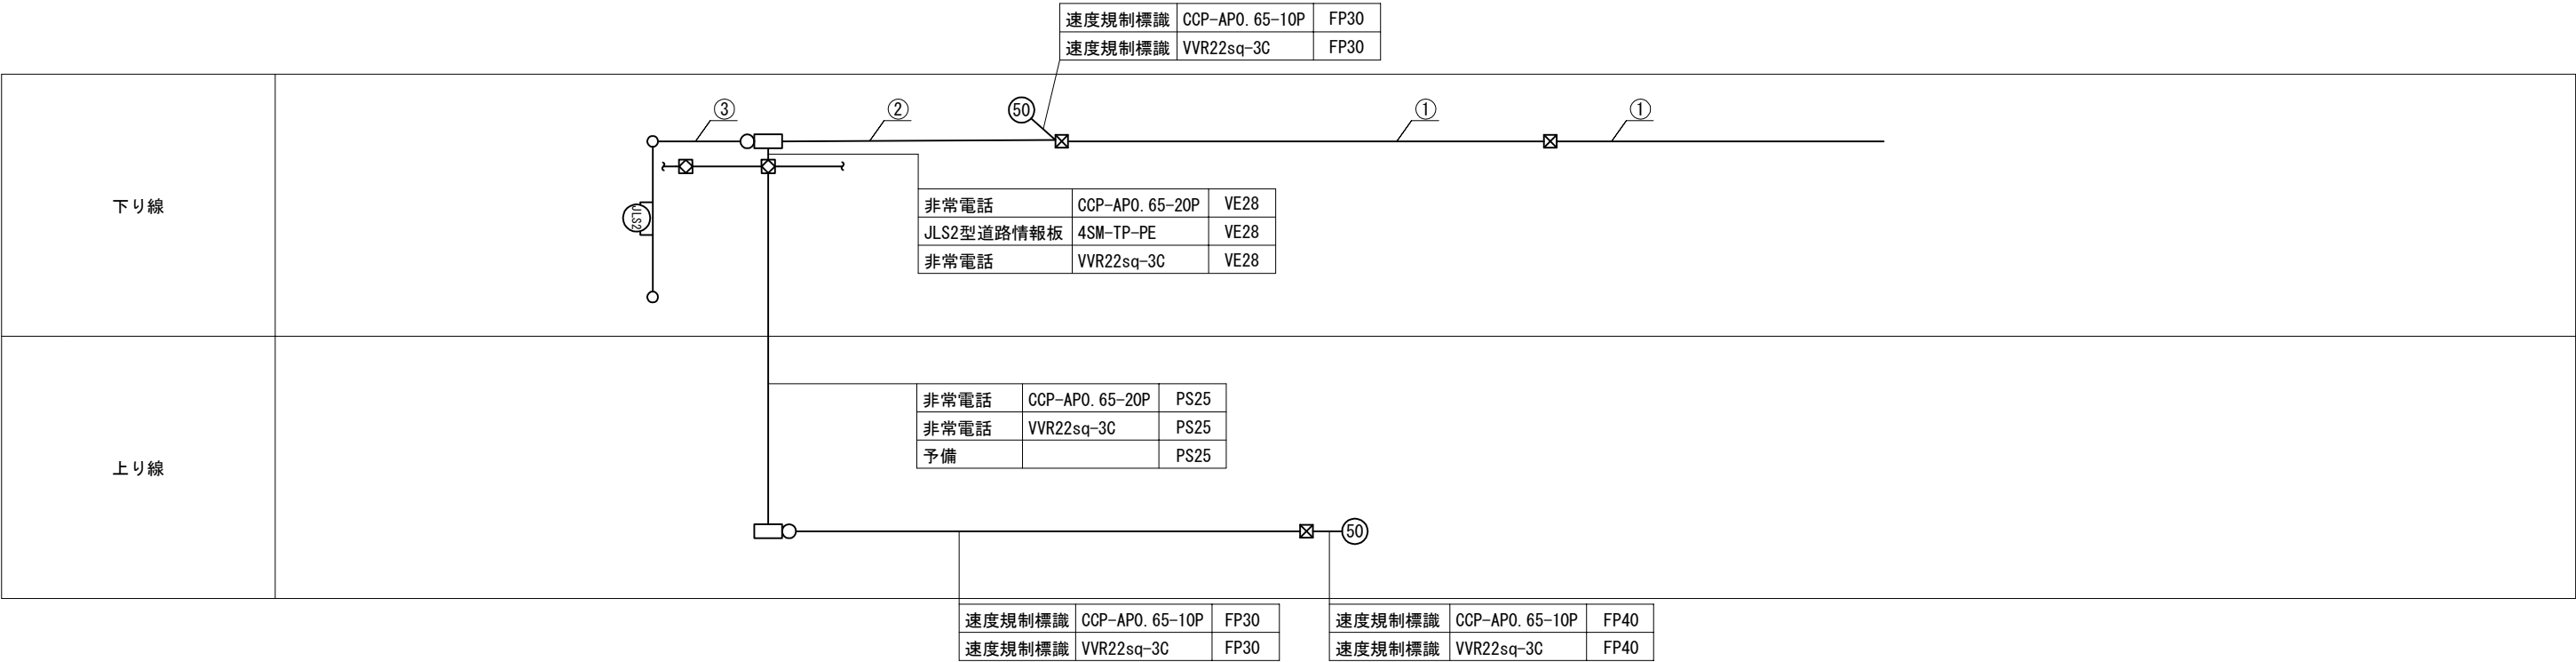 速度規制標識 CCP-AP0.65-10P FP30
速度規制標識 VVR22sq-3C FP30
③ ② 50 ① ①
下り線
JLS2
非常電話 CCP-AP0.65-20P VE28
JLS2型道路情報板 4SM-TP-PE VE28
非常電話 VVR22sq-3C VE28
上り線
非常電話 CCP-AP0.65-20P PS25
非常電話 VVR22sq-3C PS25
予備 PS25
50
速度規制標識 CCP-AP0.65-10P FP30
速度規制標識 VVR22sq-3C FP30
速度規制標識 CCP-AP0.65-10P FP40
速度規制標識 VVR22sq-3C FP40